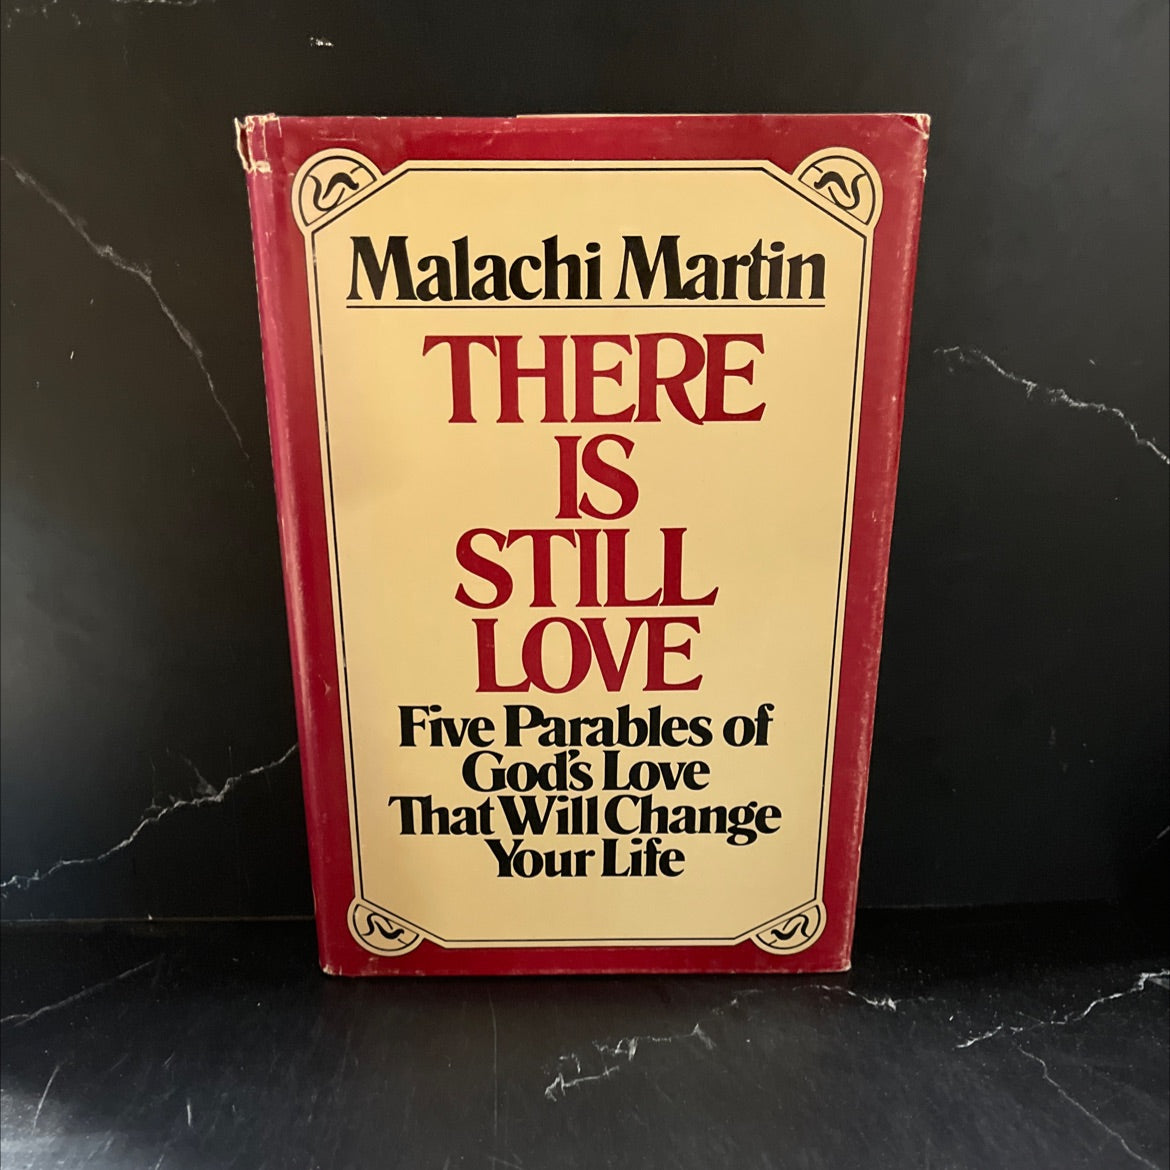 Malachi Martin
THERE
IS
STILL
LOVE
Five Parables of
God's Love
That Will Change
Your Life